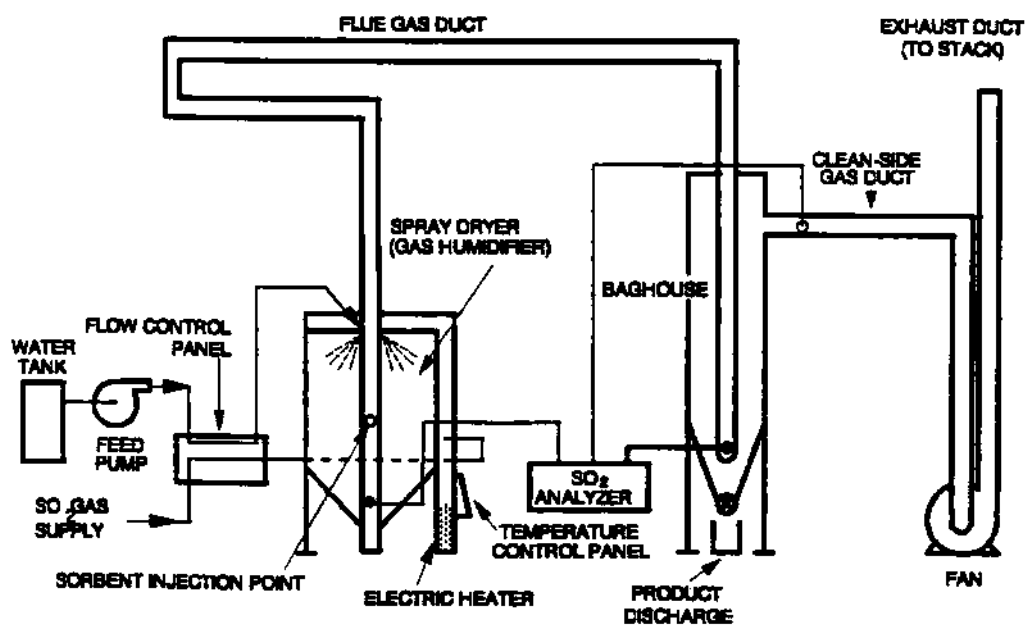 FLUE GAS DUCT
EXHAUST DUCT
(TO STACK)
CLEAN-SIDE
GAS DUCT
SPRAY DRYER
(GAS HUMIDIFIER)
BAGHOUSE
FLOW CONTROL
PANEL
WATER
TANK
FEED
PUMP
SO2 GAS
SUPPLY
SO2
ANALYZER
TEMPERATURE
CONTROL PANEL
SORBENT INJECTION POINT
ELECTRIC HEATER
PRODUCT
DISCHARGE
FAN